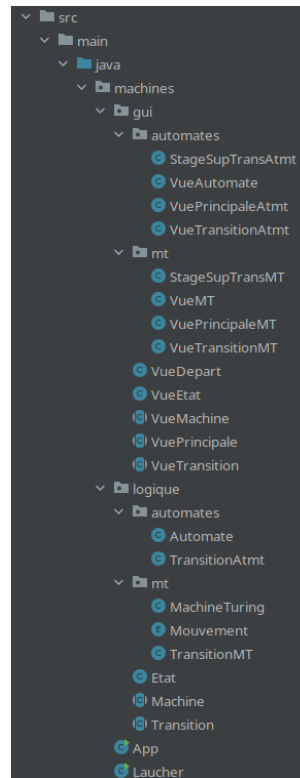 src
main
java
machines
gui
automates
StageSupTransAtmt
VueAutomate
VuePrincipaleAtmt
VueTransitionAtmt
mt
StageSupTransMT
VueMT
VuePrincipaleMT
VueTransitionMT
VueDepart
VueEtat
VueMachine
VuePrincipale
VueTransition
logique
automates
Automate
TransitionAtmt
mt
MachineTuring
Mouvement
TransitionMT
Etat
Machine
Transition
App
Laucher